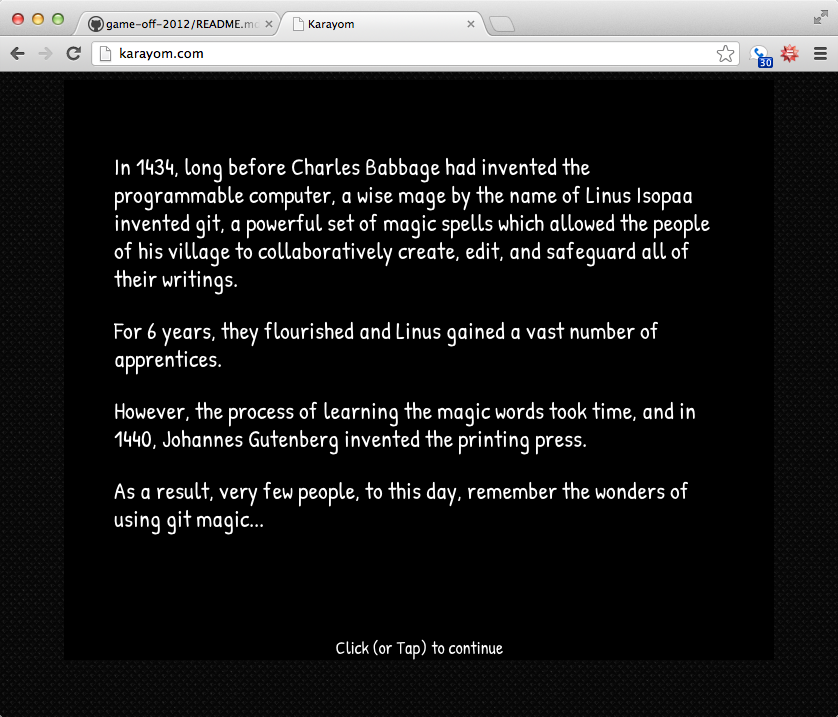 game-off-2012/README.mc
Karayom
karayom.com
30
In 1434, long before Charles Babbage had invented the
programmable computer, a wise mage by the name of Linus Isopaa
invented git, a powerful set of magic spells which allowed the people
of his village to collaboratively create, edit, and safeguard all of
their writings.
For 6 years, they flourished and Linus gained a vast number of
apprentices.
However, the process of learning the magic words took time, and in
1440, Johannes Gutenberg invented the printing press.
As a result, very few people, to this day, remember the wonders of
using git magic...
Click (or Tap) to continue